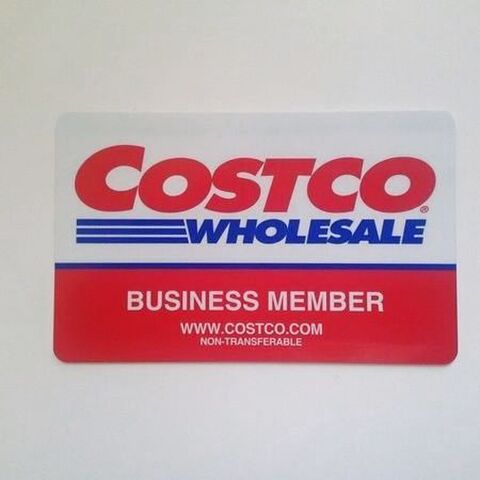 COSTCO®
WHOLESALE
BUSINESS MEMBER
WWW.COSTCO.COM
NON-TRANSFERABLE